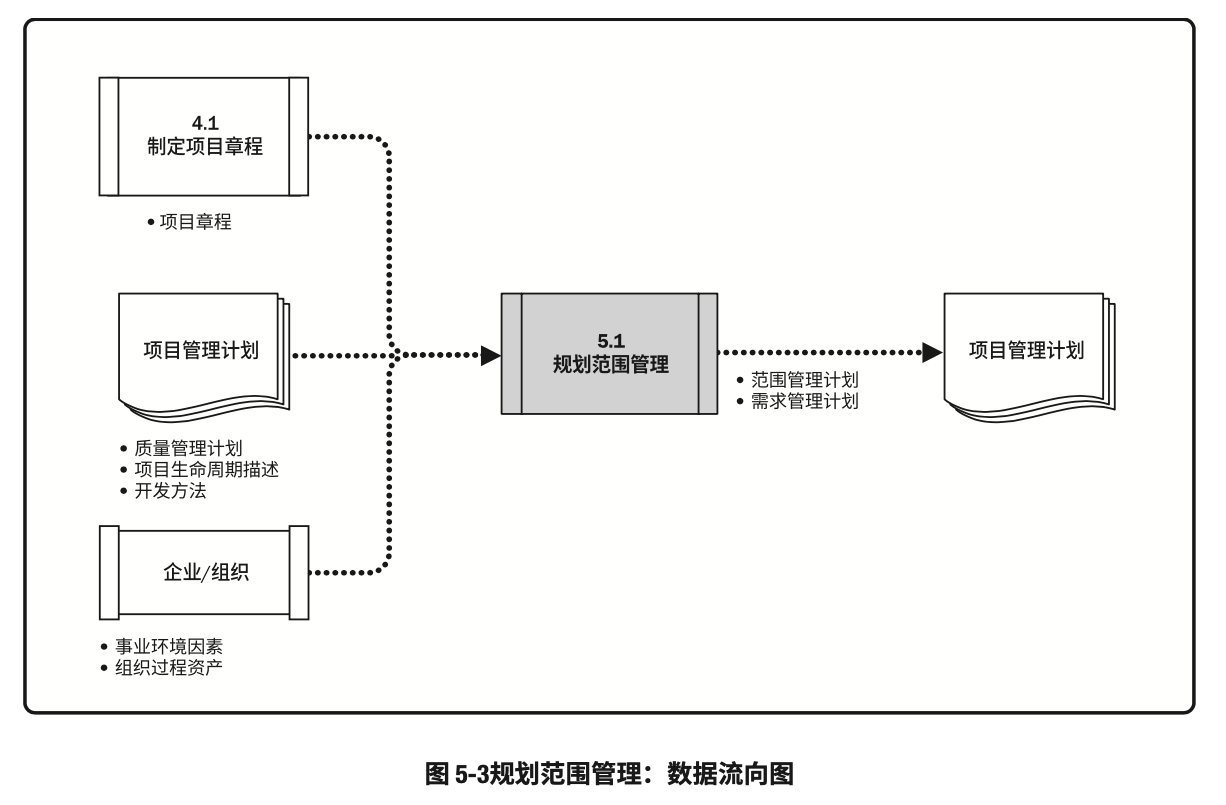 4.1
制定项目章程
• 项目章程
项目管理计划
• 质量管理计划
• 项目生命周期描述
• 开发方法
企业/组织
• 事业环境因素
• 组织过程资产
5.1
规划范围管理
• 范围管理计划
• 需求管理计划
项目管理计划
图 5-3规划范围管理：数据流向图